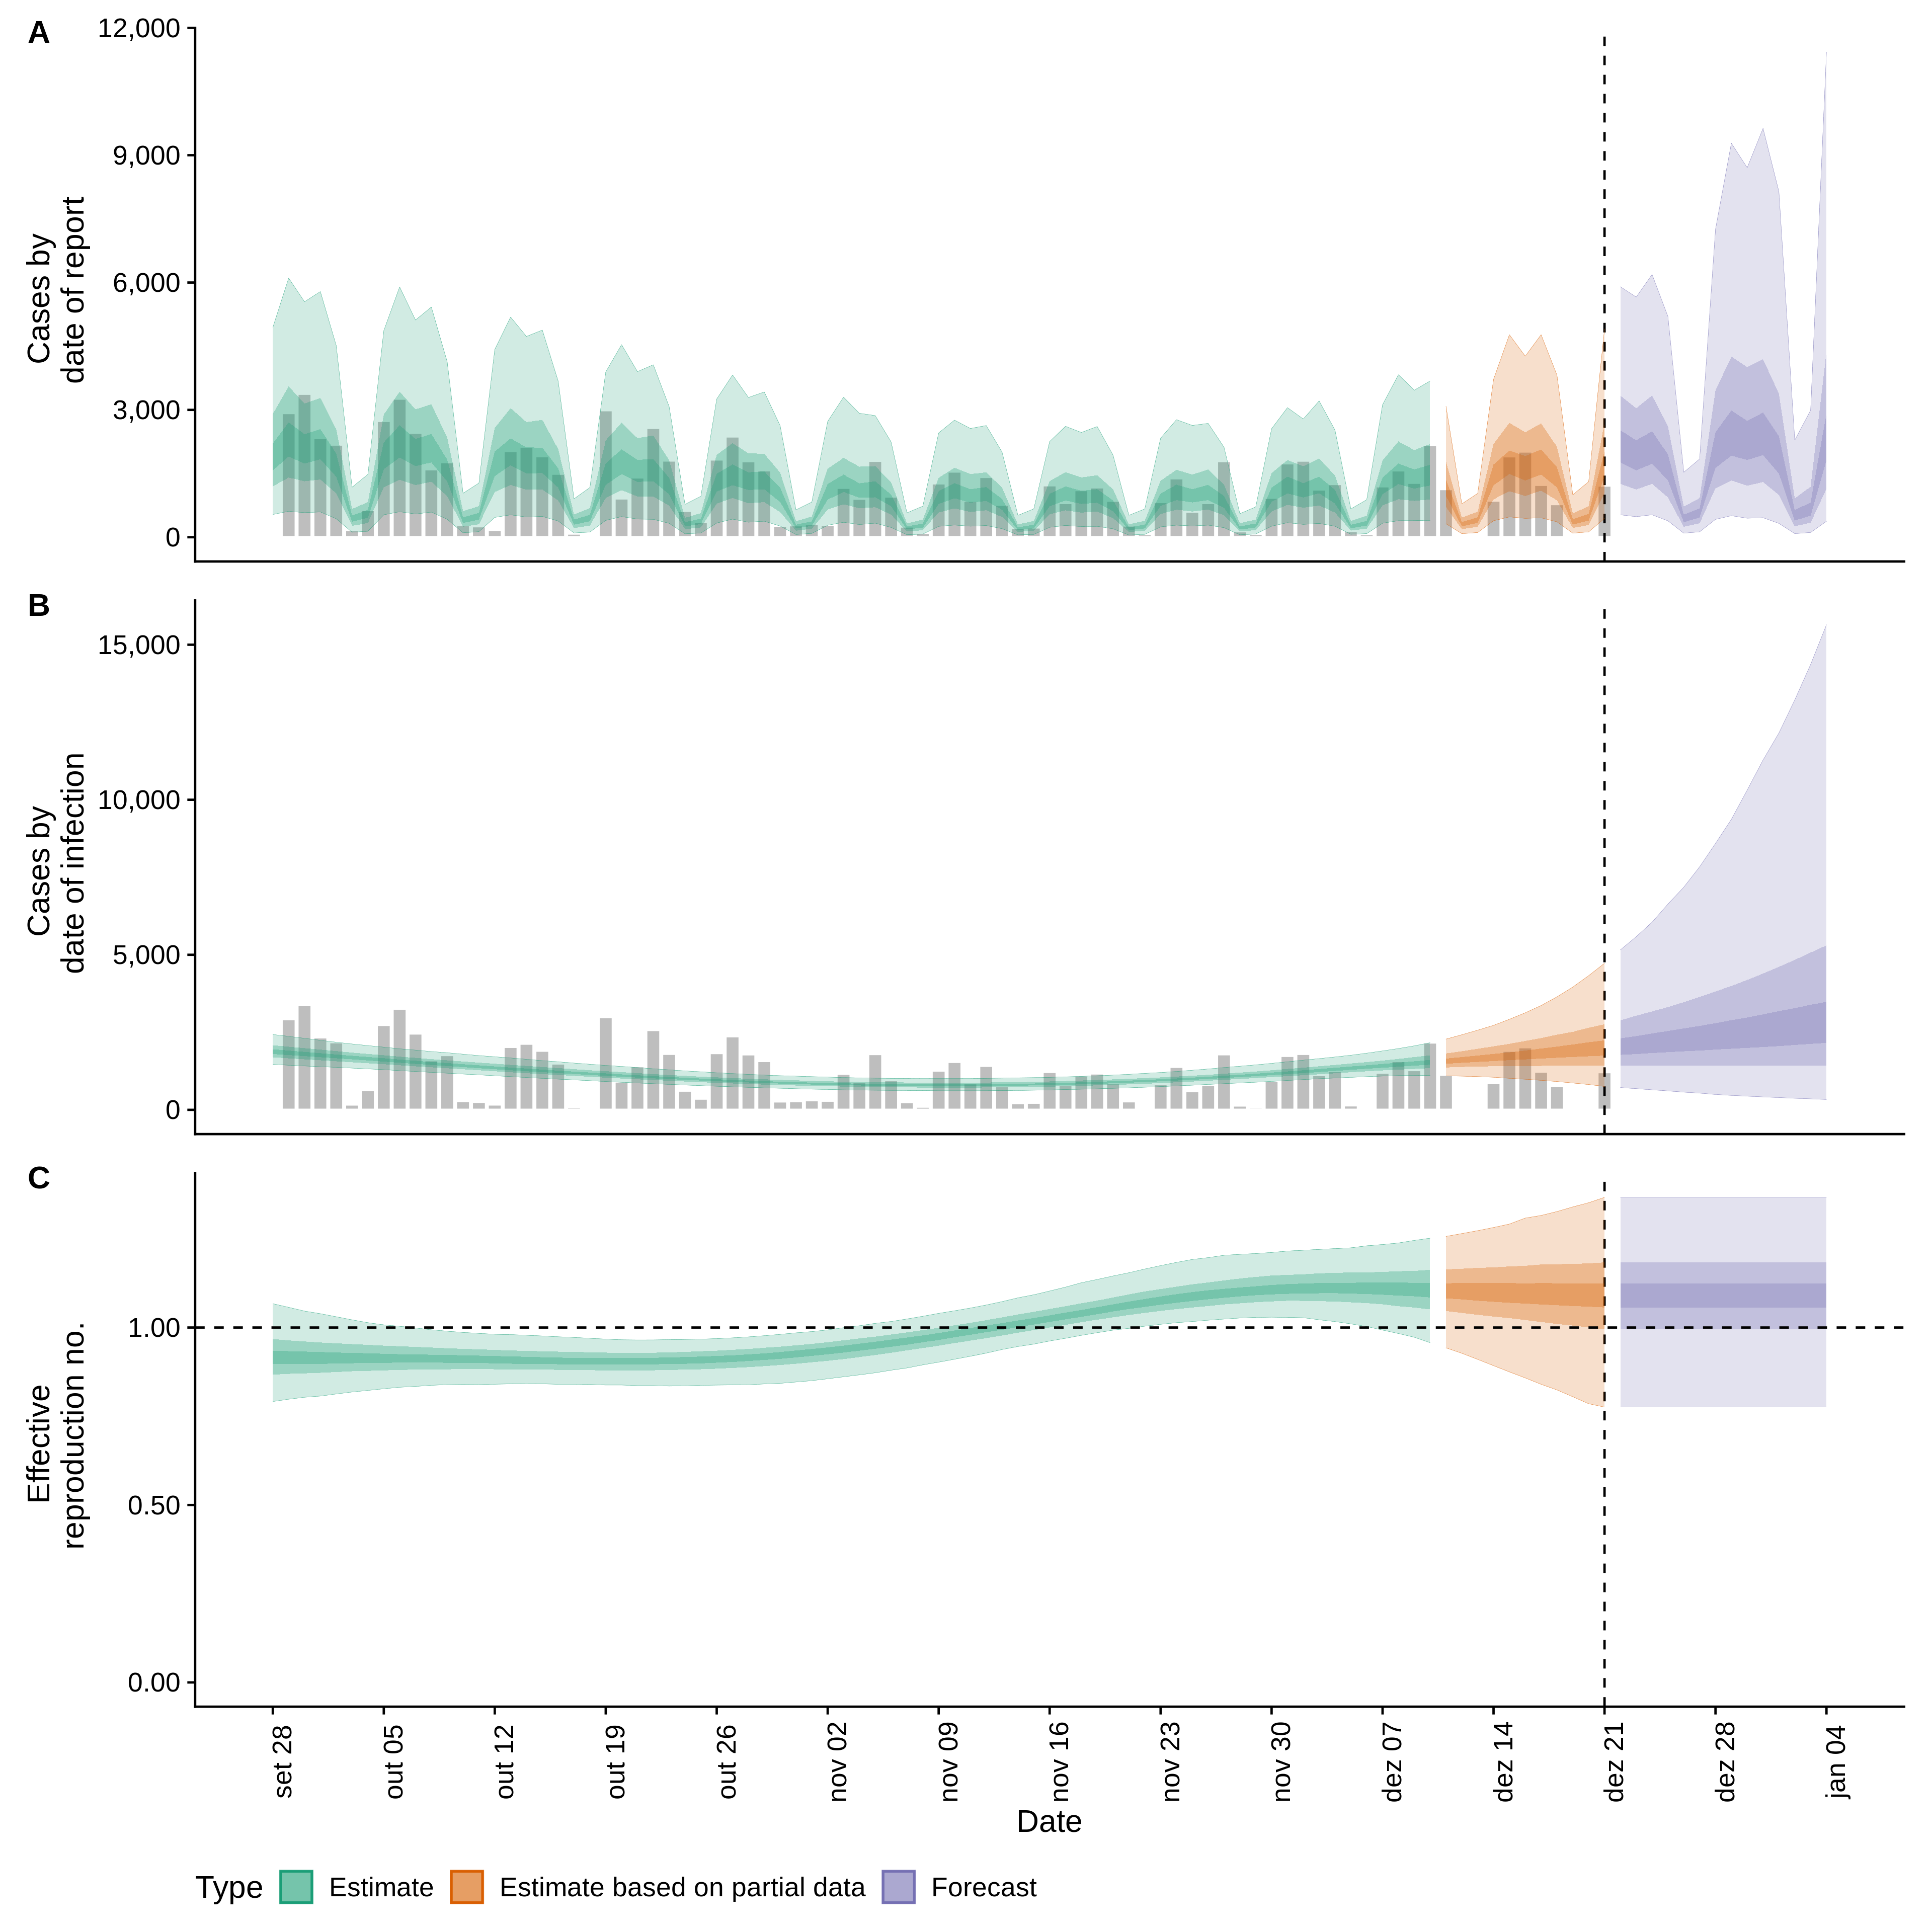 A
12,000
9,000
6,000
3,000
0
Cases by
date of report
B
15,000
10,000
5,000
0
Cases by
date of infection
C
1.00
0.50
0.00
Effective
reproduction no.
set 28
out 05
out 12
out 19
out 26
nov 02
nov 09
nov 16
nov 23
nov 30
dez 07
dez 14
dez 21
dez 28
jan 04
Date
Type Estimate Estimate based on partial data Forecast